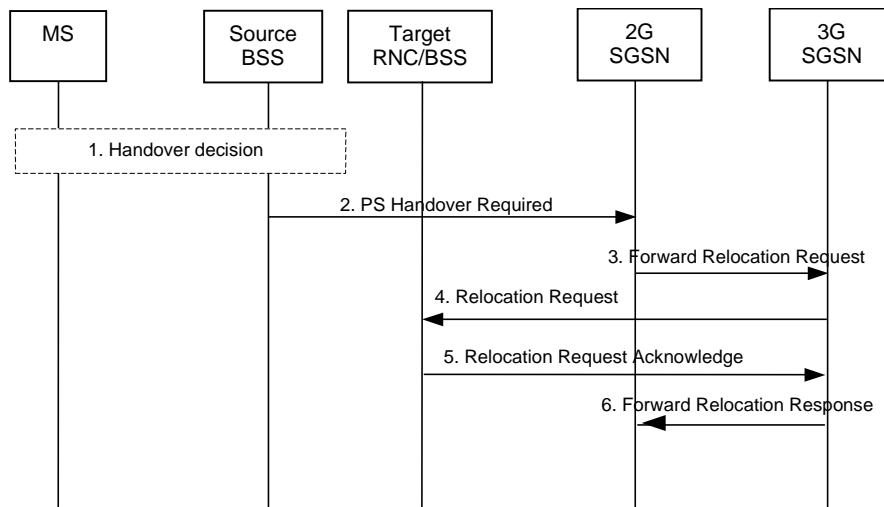 MS
Source
BSS
Target
RNC/BSS
2G
SGSN
3G
SGSN
1. Handover decision
2. PS Handover Required
3. Forward Relocation Request
4. Relocation Request
5. Relocation Request Acknowledge
6. Forward Relocation Response